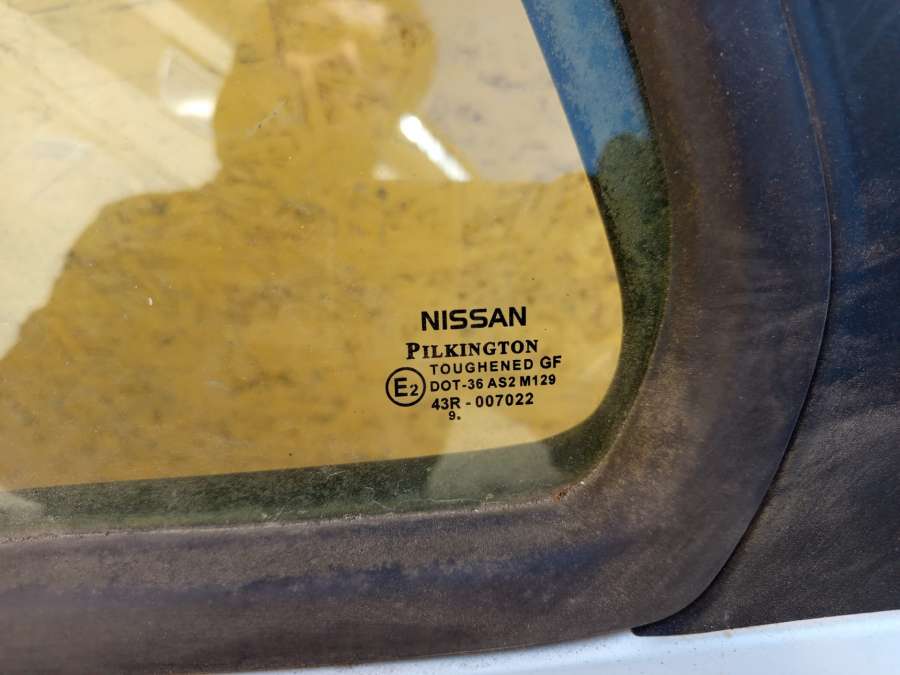 NISSAN
PILKINGTON
TOUGHENED GF
E2 DOT-36 AS2 M129
43R - 007022
9.